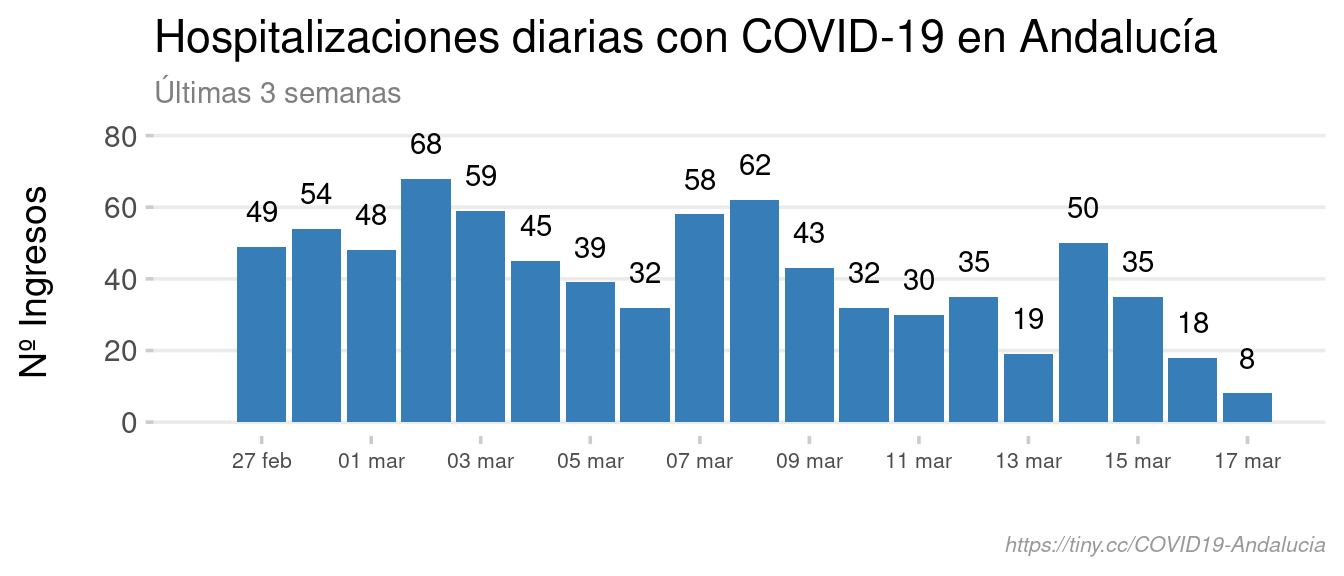 Hospitalizaciones diarias con COVID-19 en Andalucía
Últimas 3 semanas
Nº Ingresos
80
60
40
20
0
49
54
48
68
59
45
39
32
58
62
43
32
30
35
19
50
35
18
8
27 feb
01 mar
03 mar
05 mar
07 mar
09 mar
11 mar
13 mar
15 mar
17 mar
https://tiny.cc/COVID19-Andalucia